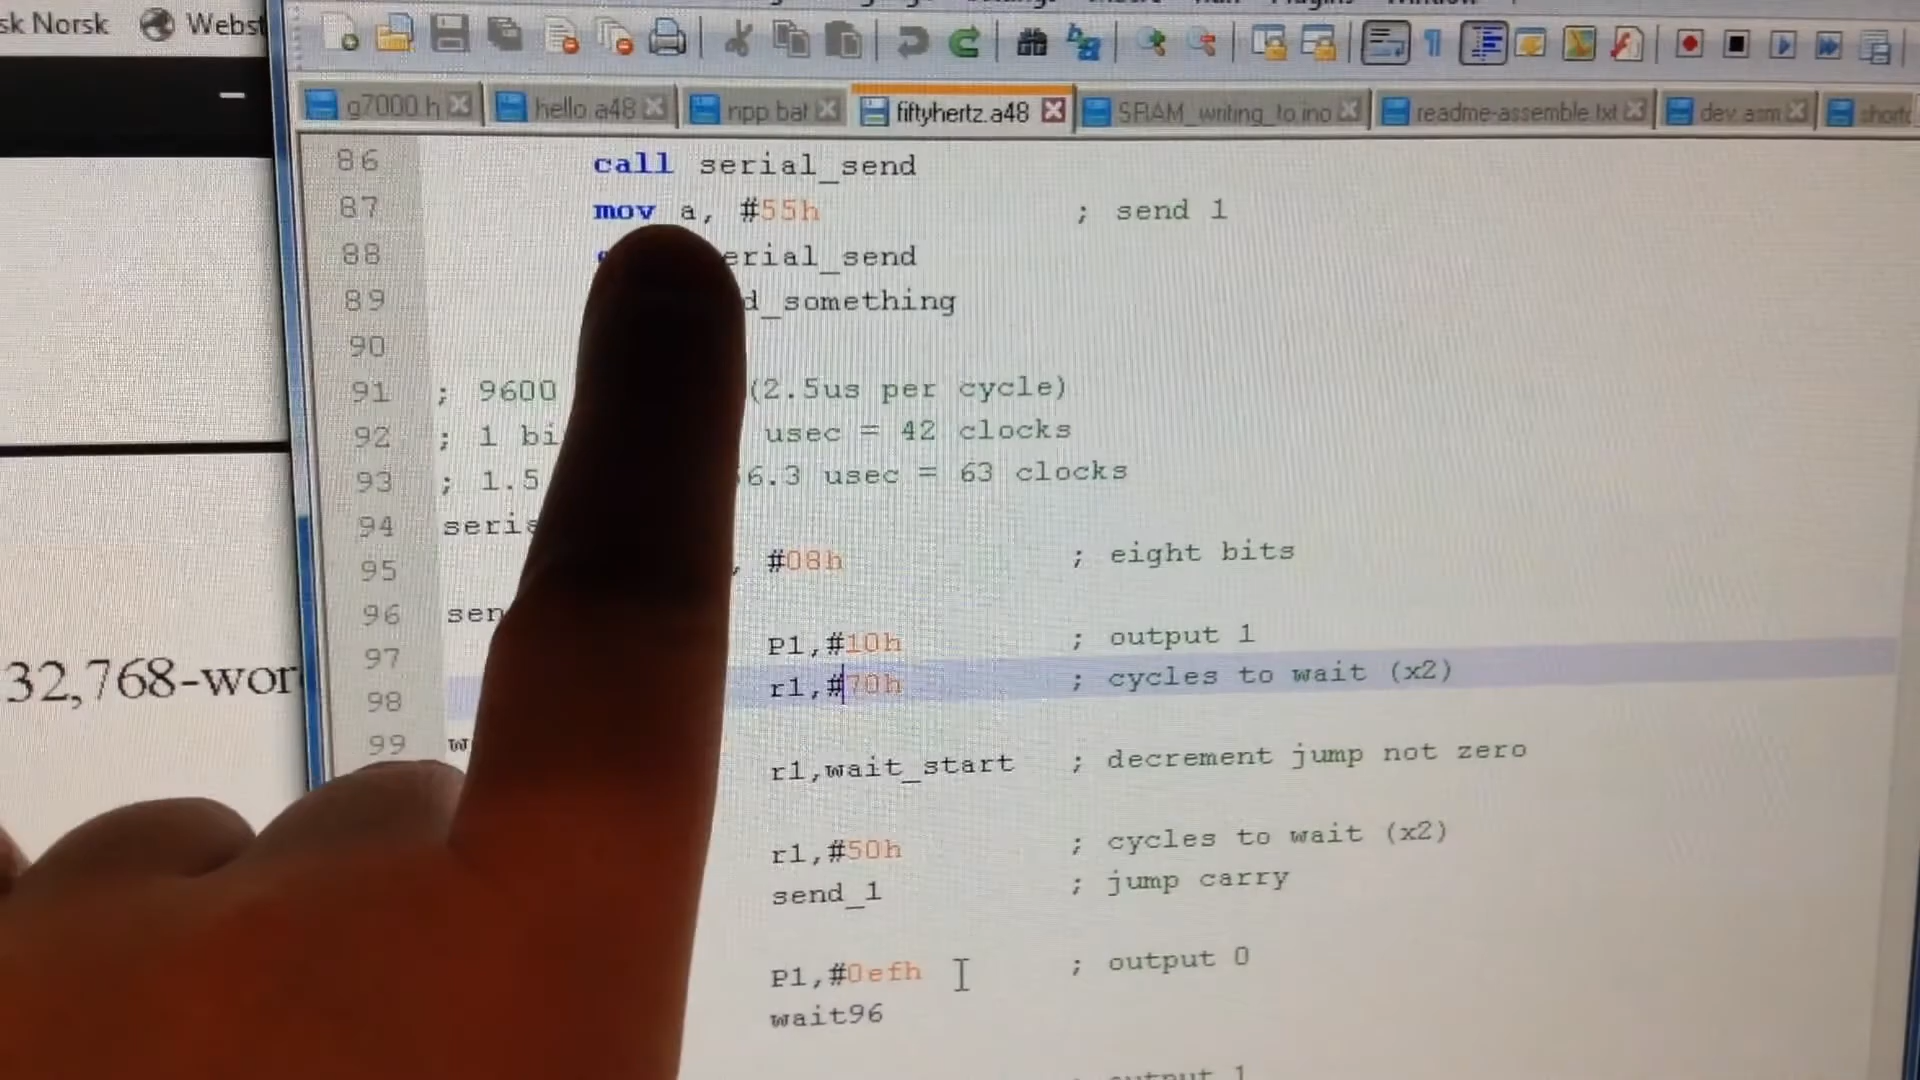 sk Norsk
Webst
g7000.h
hello.a48
npp.bat
fiftyhertz.a48
SRAM_writing_to.ino
readme-assemble.txt
dev.asm
86 call serial_send
87 mov a, #55h ; send 1
88 erial_send
89 d_something
90
91 ; 9600 (2.5us per cycle)
92 ; 1 bi usec = 42 clocks
93 ; 1.5 6.3 usec = 63 clocks
94 seria
95 , #08h ; eight bits
96 sen
97 P1,#10h ; output 1
98 r1,#70h ; cycles to wait (x2)
99 w
r1,wait_start ; decrement jump not zero
r1,#50h ; cycles to wait (x2)
send_1 ; jump carry
P1,#0efh ; output 0
wait96
; output 1
32,768-wor